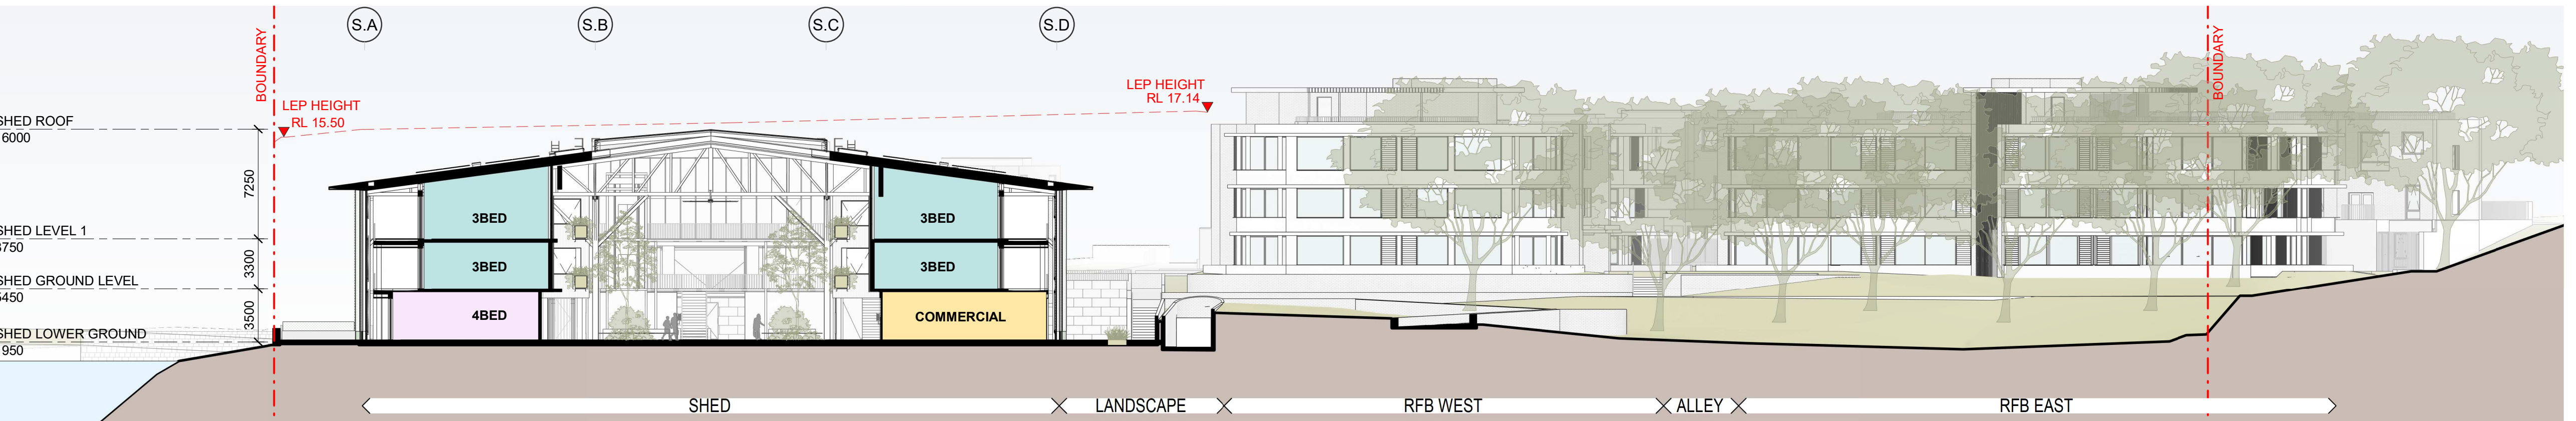 S.A
S.B
S.C
S.D
BOUNDARY
LEP HEIGHT
RL 15.50
LEP HEIGHT
RL 17.14
BOUNDARY
SHED ROOF
6000
7250
3BED
3BED
SHED LEVEL 1
8750
3300
3BED
3BED
SHED GROUND LEVEL
5450
3500
4BED
COMMERCIAL
SHED LOWER GROUND
950
SHED
LANDSCAPE
RFB WEST
ALLEY
RFB EAST